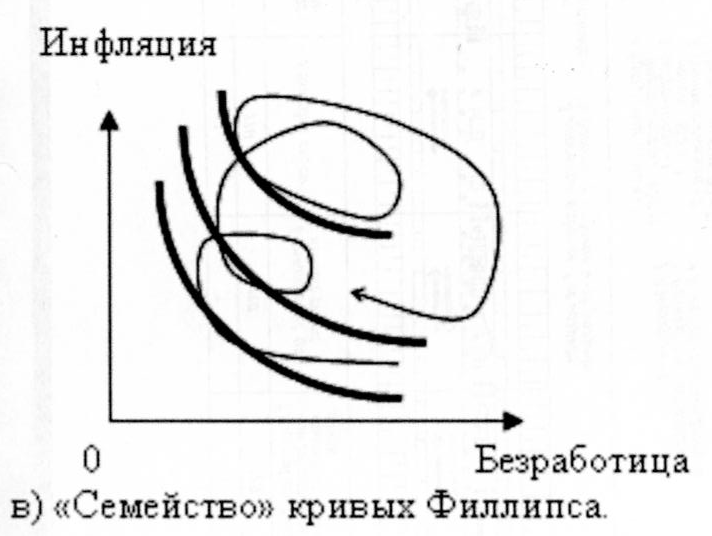 Инфляция
0
Безработица
в) «Семейство» кривых Филлипса.